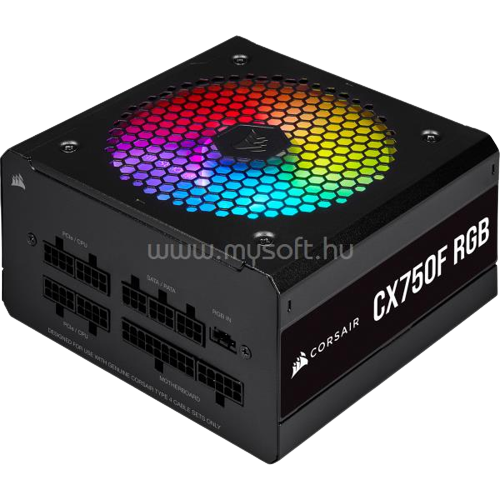 www.mysoft.hu
PCIe / CPU
SATA / PATA
RGB IN
PCIe / CPU
MOTHERBOARD
DESIGNED FOR USE WITH GENUINE CORSAIR TYPE 4 CABLE SETS ONLY
CORSAIR
CX750F RGB